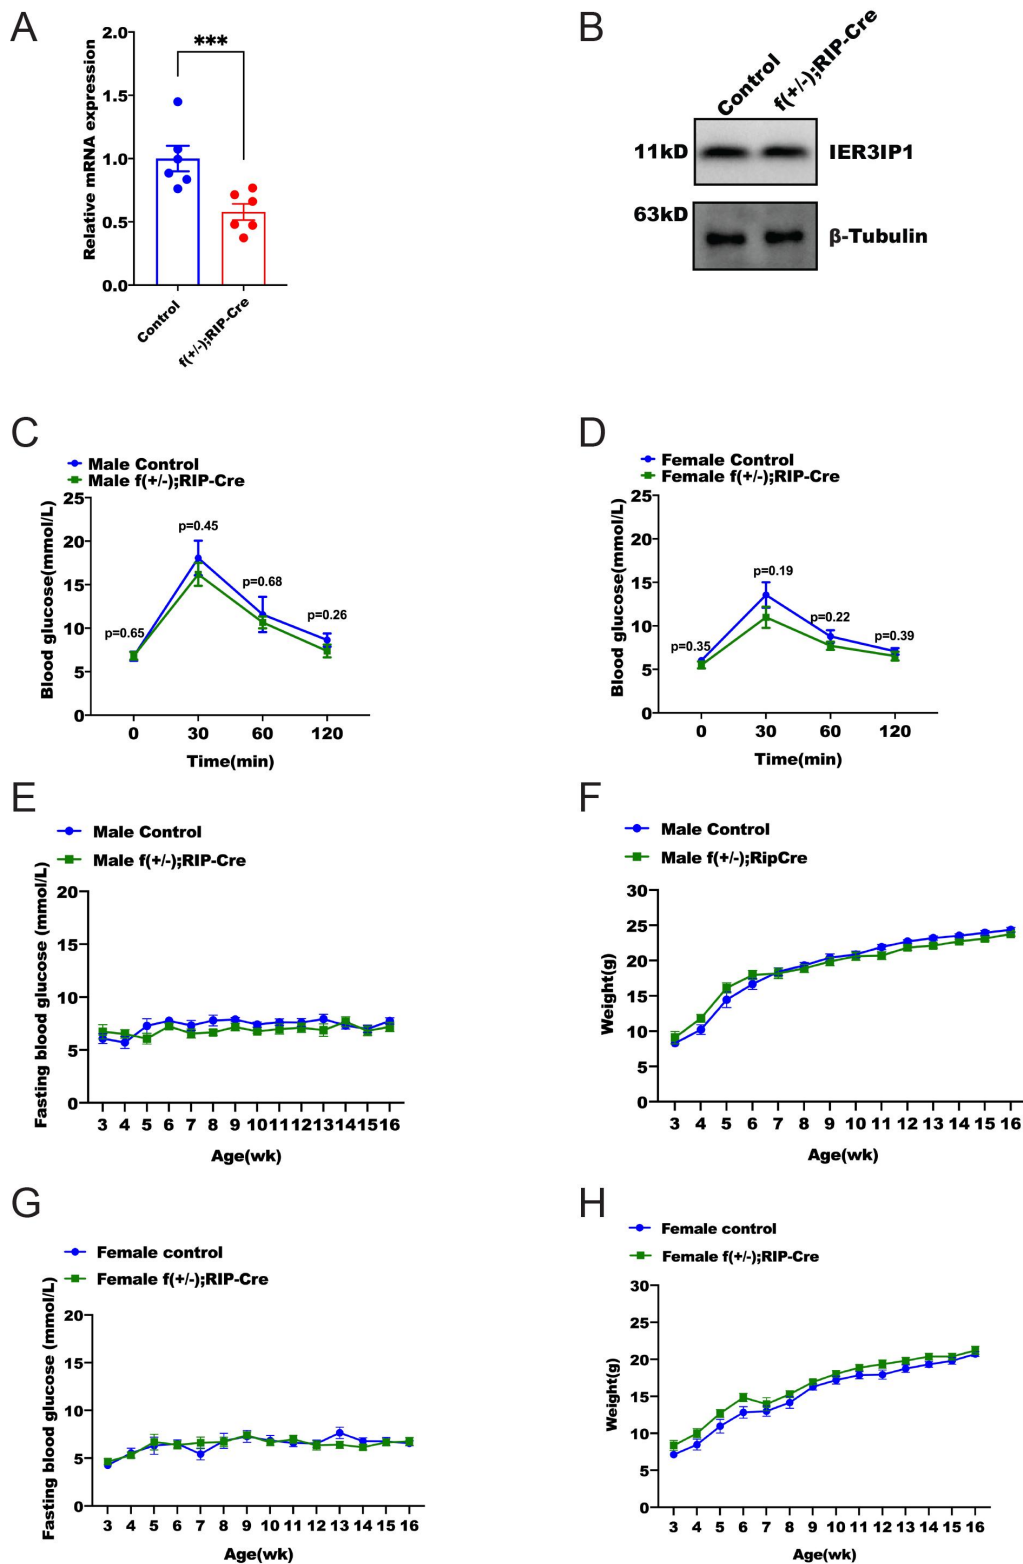 A
Relative mRNA expression
2.0
1.5
1.0
0.5
0.0
***
Control
f(+/-);RIP-Cre
B
Control
f(+/-);RIP-Cre
11kD
IER3IP1
63kD
β-Tubulin
C
Male Control
Male f(+/-);RIP-Cre
Blood glucose(mmol/L)
25
20
15
10
5
0
p=0.65
p=0.45
p=0.68
p=0.26
0 30 60 120
Time(min)
D
Female Control
Female f(+/-);RIP-Cre
Blood glucose(mmol/L)
25
20
15
10
5
0
p=0.35
p=0.19
p=0.22
p=0.39
0 30 60 120
Time(min)
E
Male Control
Male f(+/-);RIP-Cre
Fasting blood glucose (mmol/L)
20
15
10
5
0
3 4 5 6 7 8 9 10 11 12 13 14 15 16
Age(wk)
F
Male Control
Male f(+/-);RipCre
Weight(g)
30
25
20
15
10
5
0
3 4 5 6 7 8 9 10 11 12 13 14 15 16
Age(wk)
G
Female control
Female f(+/-);RIP-Cre
Fasting blood glucose (mmol/L)
20
15
10
5
0
3 4 5 6 7 8 9 10 11 12 13 14 15 16
Age(wk)
H
Female control
Female f(+/-);RIP-Cre
Weight(g)
30
25
20
15
10
5
0
3 4 5 6 7 8 9 10 11 12 13 14 15 16
Age(wk)